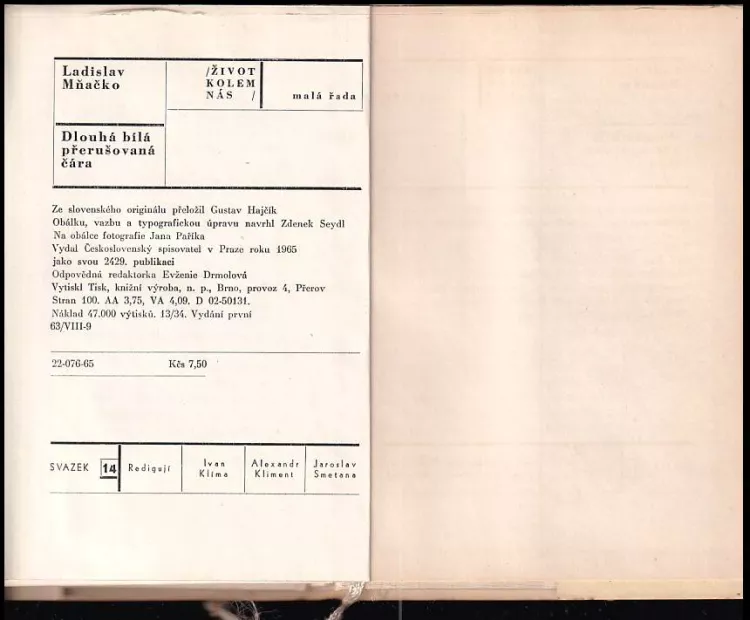 Ladislav
Mňačko
/ŽIVOT
KOLEM
NÁS /
malá řada
Dlouhá bílá
přerušovaná
čára
Ze slovenského originálu přeložil Gustav Hajčík
Obálku, vazbu a typografickou úpravu navrhl Zdenek Seydl
Na obálce fotografie Jana Paříka
Vydal Československý spisovatel v Praze roku 1965
jako svou 2429. publikaci
Odpovědná redaktorka Evženie Drmolová
Vytiskl Tisk, knižní výroba, n. p., Brno, provoz 4, Přerov
Stran 100. AA 3,75, VA 4,09. D 02-50131.
Náklad 47.000 výtisků. 13/34. Vydání první
63/VIII-9
22-076-65 Kčs 7,50
SVAZEK 14 Redigují
Ivan
Klíma
Alexandr
Kliment
Jaroslav
Smetana